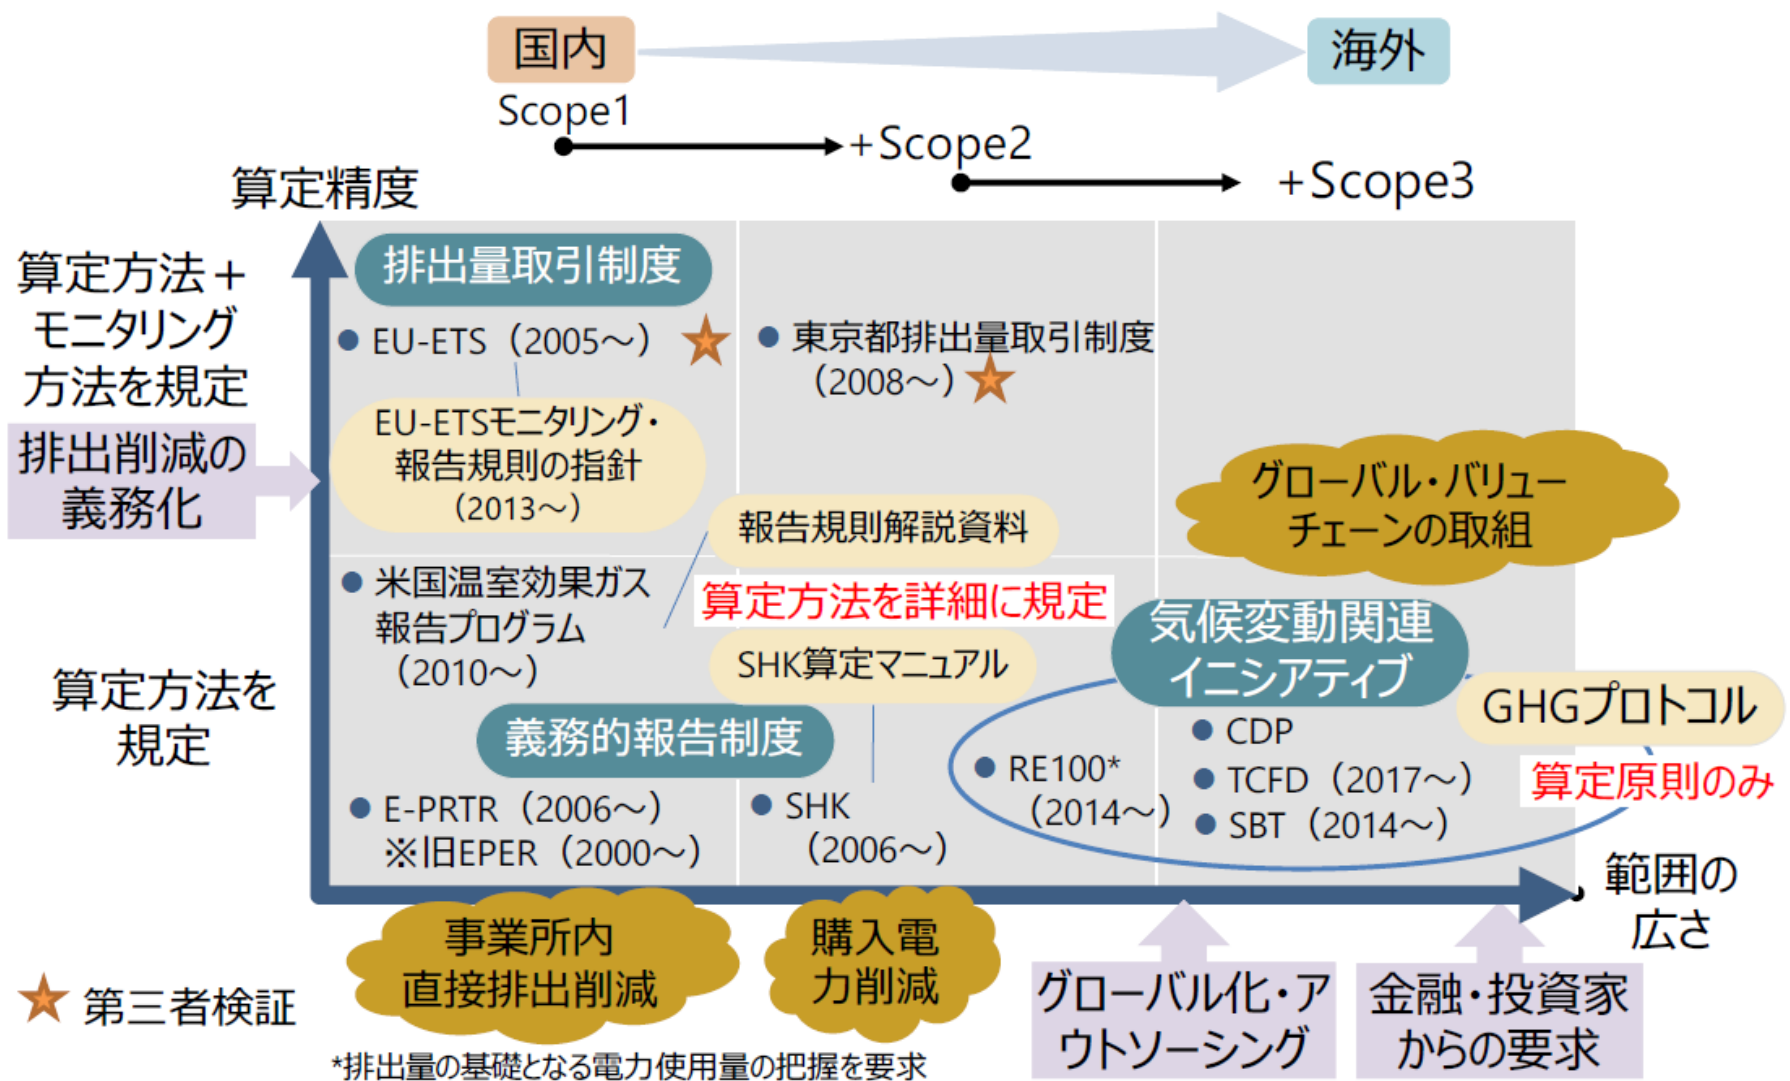 国内
海外
Scope1
+Scope2
+Scope3
算定精度
算定方法+
モニタリング
方法を規定
排出削減の
義務化
算定方法を
規定
排出量取引制度
● EU-ETS（2005～）
EU-ETSモニタリング・
報告規則の指針
（2013～）
● 東京都排出量取引制度
（2008～）
グローバル・バリュー
チェーンの取組
報告規則解説資料
● 米国温室効果ガス
報告プログラム
（2010～）
算定方法を詳細に規定
SHK算定マニュアル
気候変動関連
イニシアティブ
GHGプロトコル
算定原則のみ
義務的報告制度
● E-PRTR（2006～）
※旧EPER（2000～）
● SHK
（2006～）
● RE100*
（2014～）
● CDP
● TCFD（2017～）
● SBT（2014～）
範囲の
広さ
事業所内
直接排出削減
購入電
力削減
グローバル化・ア
ウトソーシング
金融・投資家
からの要求
第三者検証
*排出量の基礎となる電力使用量の把握を要求